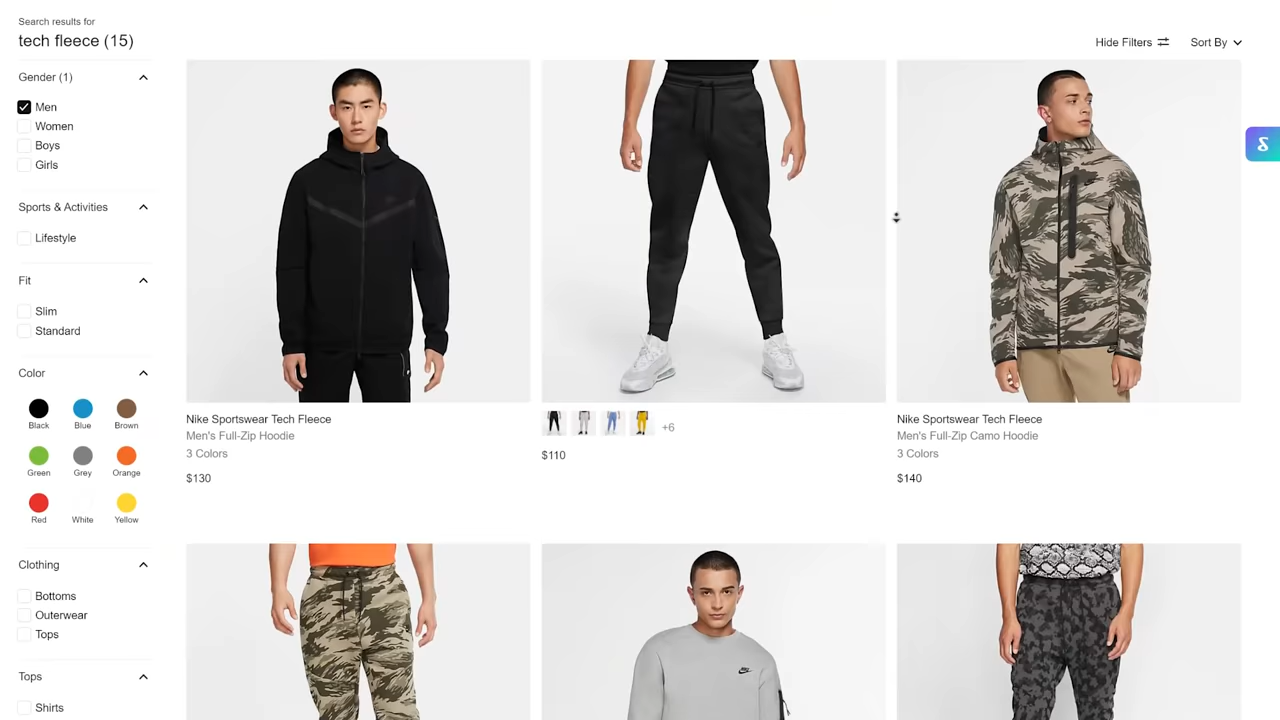 Search results for
tech fleece (15)
Hide Filters
Sort By
Gender (1)
Men
Women
Boys
Girls
Sports & Activities
Lifestyle
Fit
Slim
Standard
Color
Black
Blue
Brown
Green
Grey
Orange
Red
White
Yellow
Clothing
Bottoms
Outerwear
Tops
Tops
Shirts
Nike Sportswear Tech Fleece
Men's Full-Zip Hoodie
3 Colors
$130
+6
$110
Nike Sportswear Tech Fleece
Men's Full-Zip Camo Hoodie
3 Colors
$140